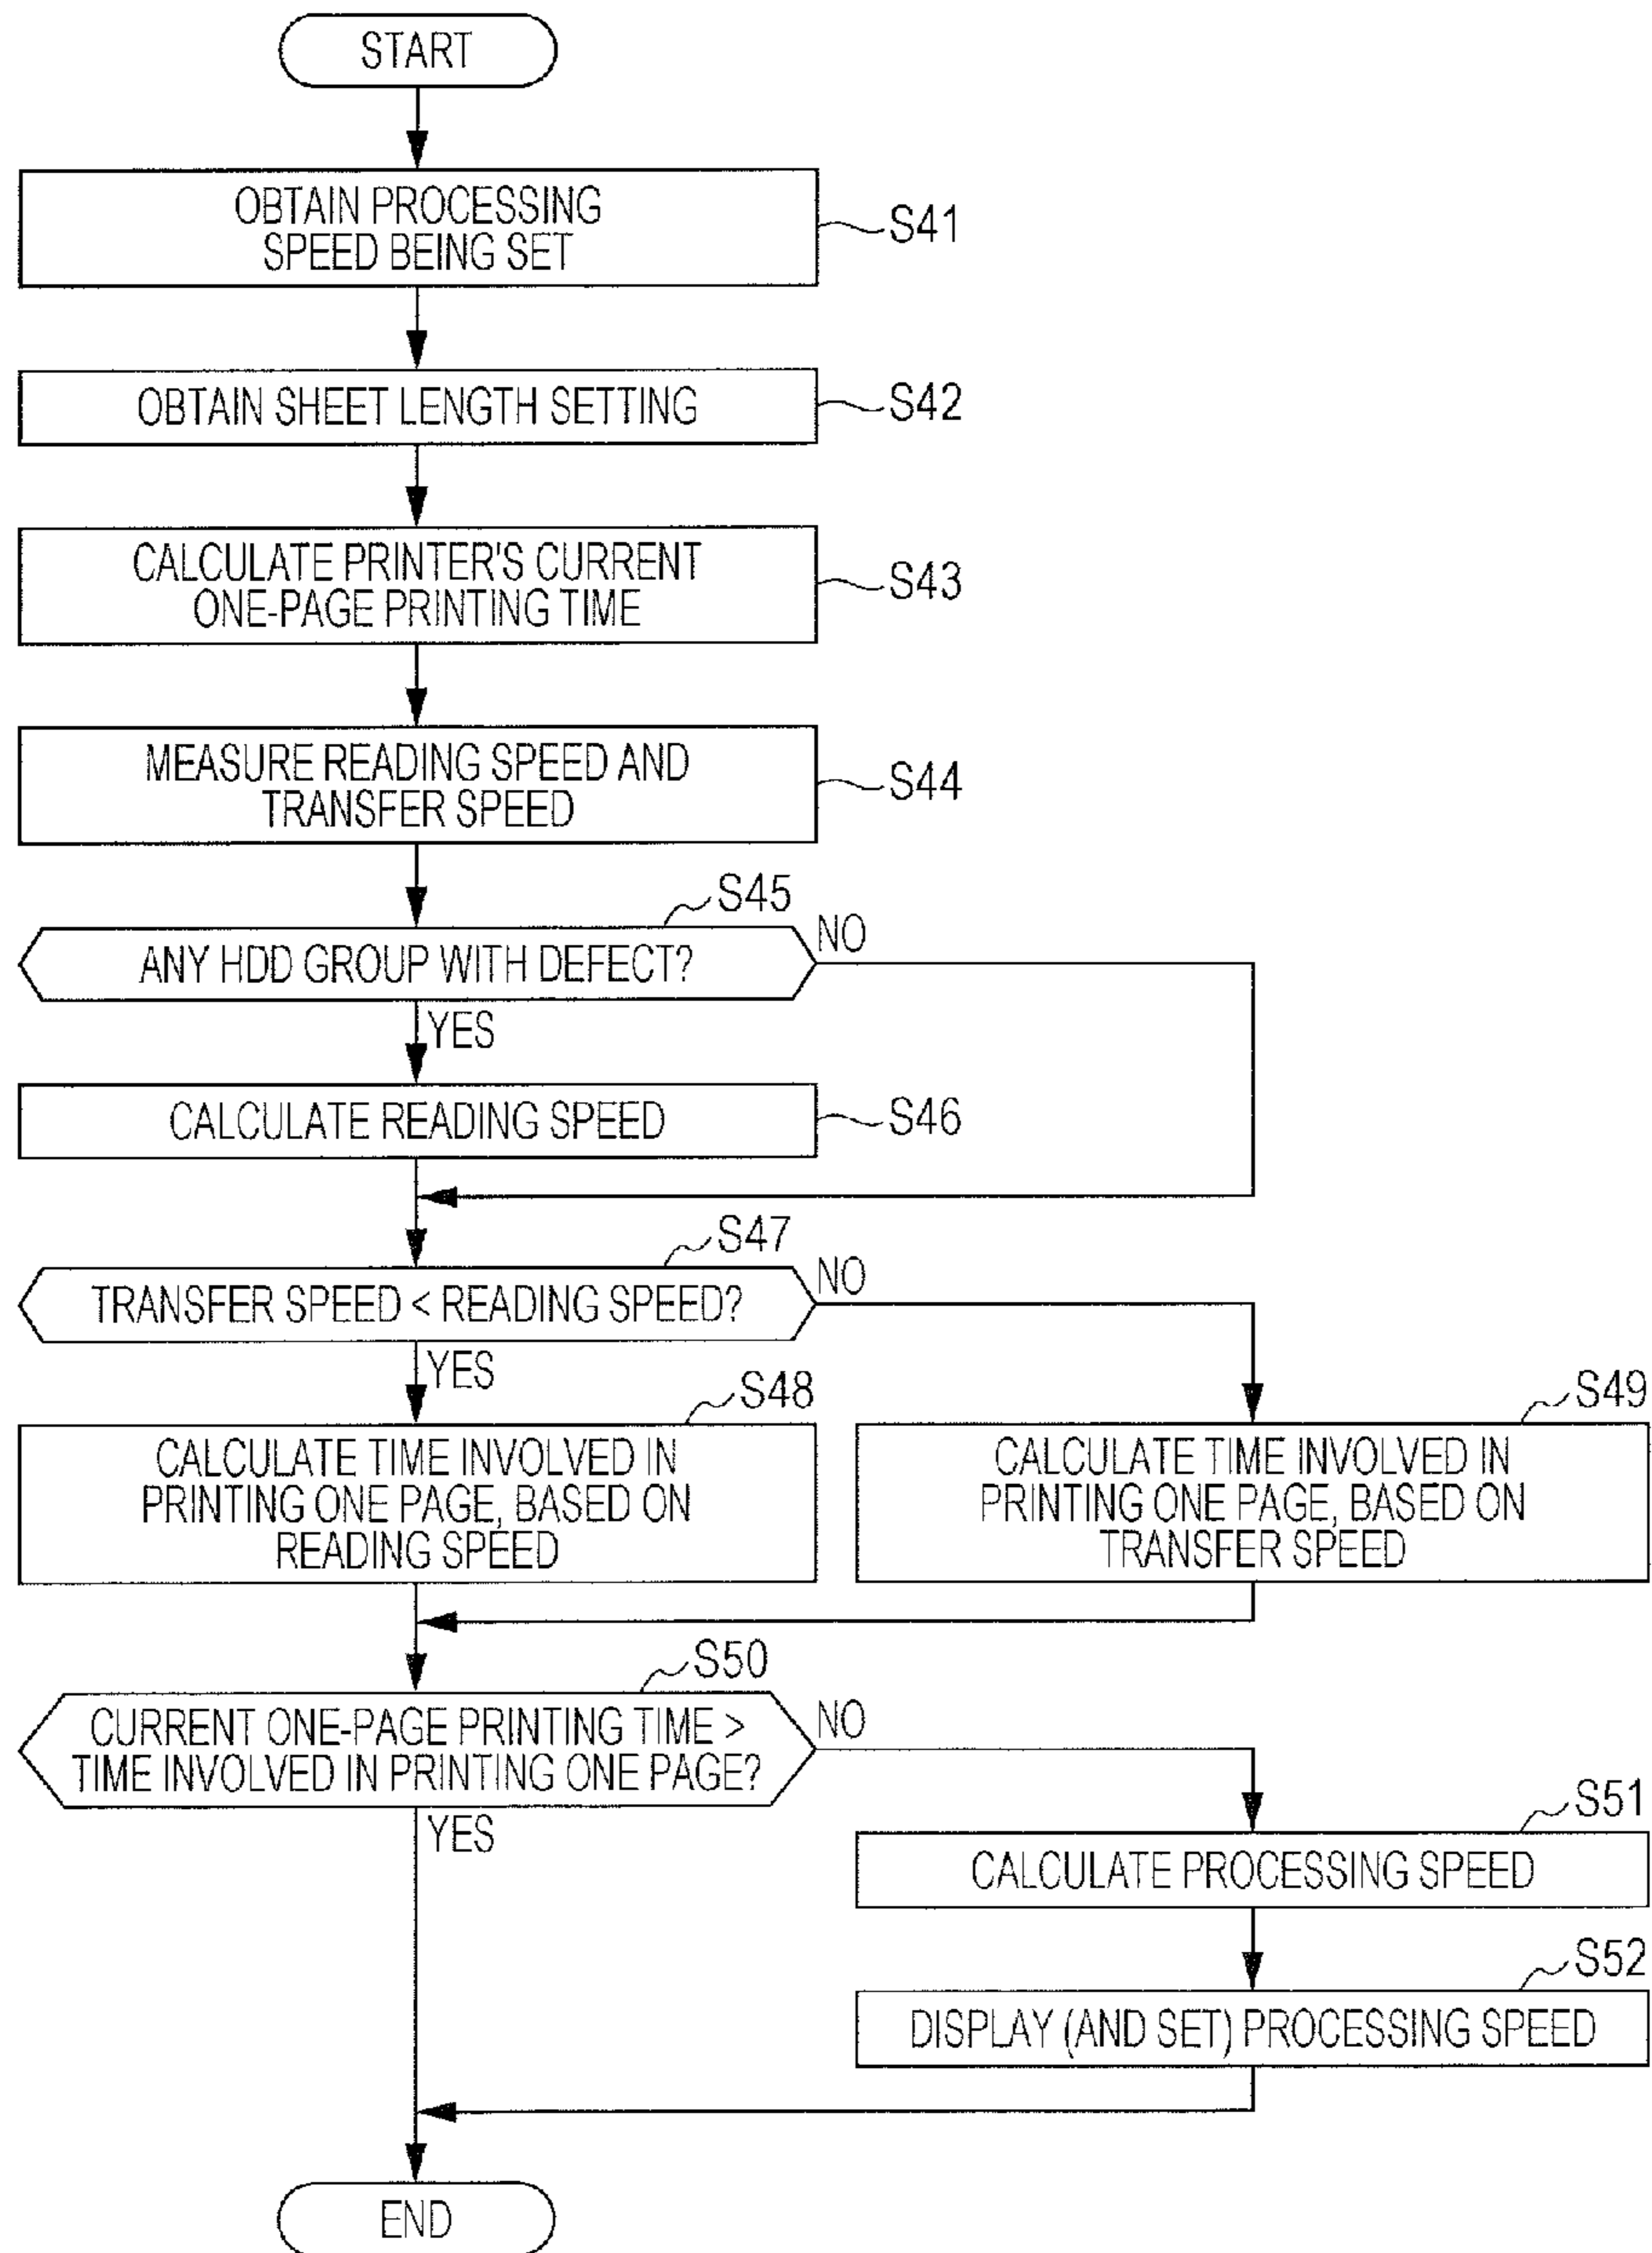 START
OBTAIN PROCESSING
SPEED BEING SET
S41
OBTAIN SHEET LENGTH SETTING
S42
CALCULATE PRINTER'S CURRENT
ONE-PAGE PRINTING TIME
S43
MEASURE READING SPEED AND
TRANSFER SPEED
S44
S45
ANY HDD GROUP WITH DEFECT?
NO
YES
CALCULATE READING SPEED
S46
S47
TRANSFER SPEED < READING SPEED?
NO
YES
S48
CALCULATE TIME INVOLVED IN
PRINTING ONE PAGE, BASED ON
READING SPEED
S49
CALCULATE TIME INVOLVED IN
PRINTING ONE PAGE, BASED ON
TRANSFER SPEED
S50
CURRENT ONE-PAGE PRINTING TIME >
TIME INVOLVED IN PRINTING ONE PAGE?
NO
YES
S51
CALCULATE PROCESSING SPEED
S52
DISPLAY (AND SET) PROCESSING SPEED
END